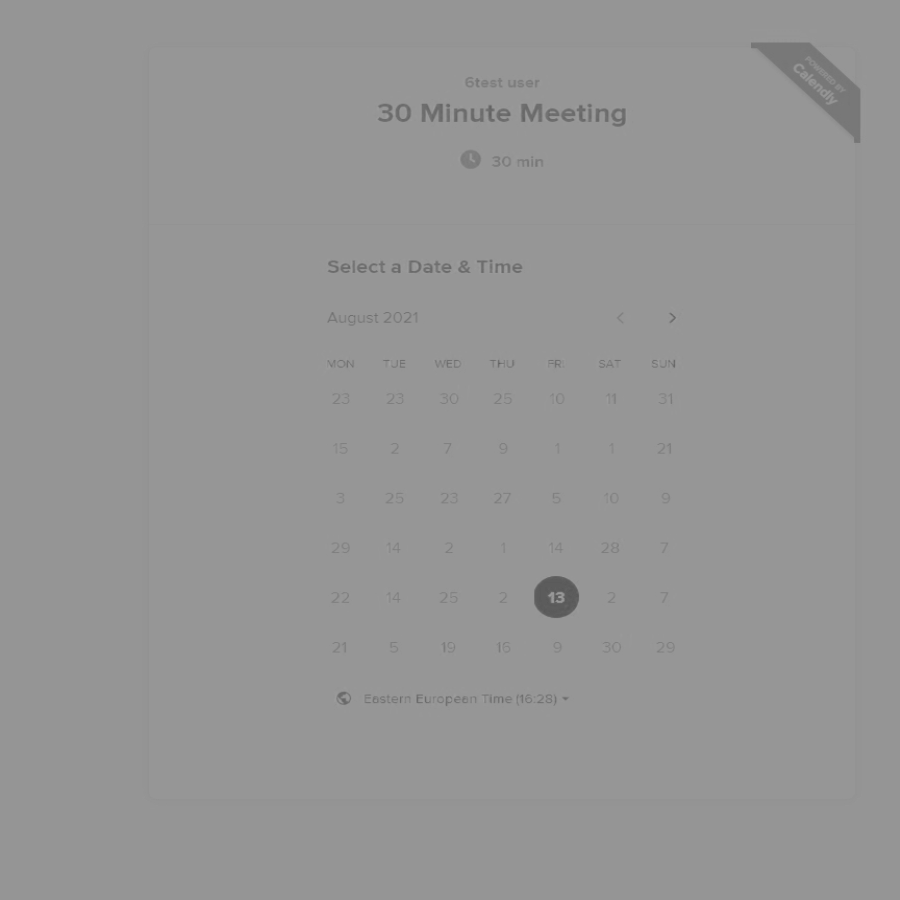 POWERED BY
Calendly
6test user
30 Minute Meeting
30 min
Select a Date & Time
August 2021
MON TUE WED THU FRI SAT SUN
23 23 30 25 10 11 31
15 2 7 9 1 1 21
3 25 23 27 5 10 9
29 14 2 1 14 28 7
22 14 25 2 13 2 7
21 5 19 16 9 30 29
Eastern European Time (16:28)